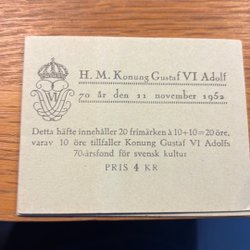 H. M. Konung Gustaf VI Adolf
70 år den 11 november 1952
Detta häfte innehåller 20 frimärken à 10+10=20 öre,
varav 10 öre tillfaller Konung Gustaf VI Adolfs
70-årsfond för svensk kultur
PRIS 4 KR